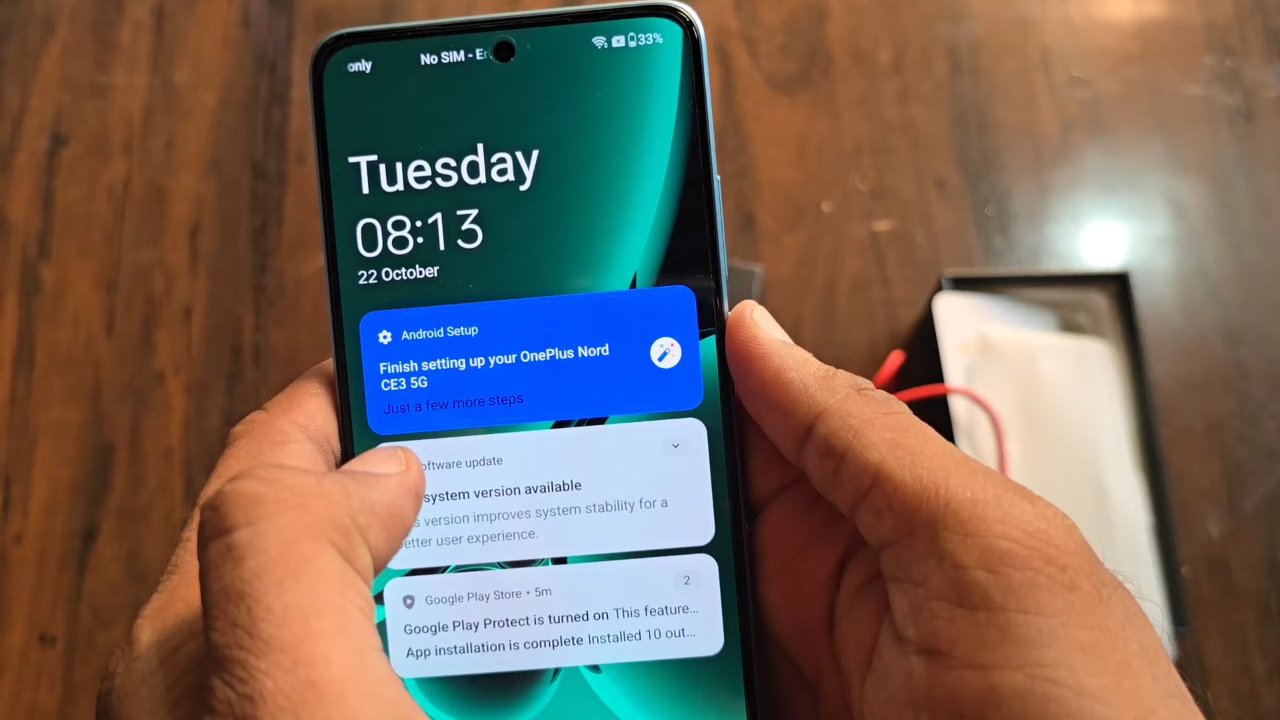 only No SIM - 33%
Tuesday
08:13
22 October
Android Setup
Finish setting up your OnePlus Nord
CE3 5G
Just a few more steps
update
system version available
version improves system stability for a
user experience.
Google Play Store • 5m 2
Google Play Protect is turned on This feature...
App installation is complete Installed 10 out...